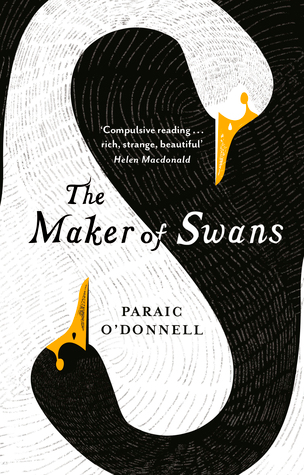 ‘Compulsive reading ...
rich, strange, beautiful’
Helen Macdonald
The
Maker of Swans
PARAIC
O’DONNELL